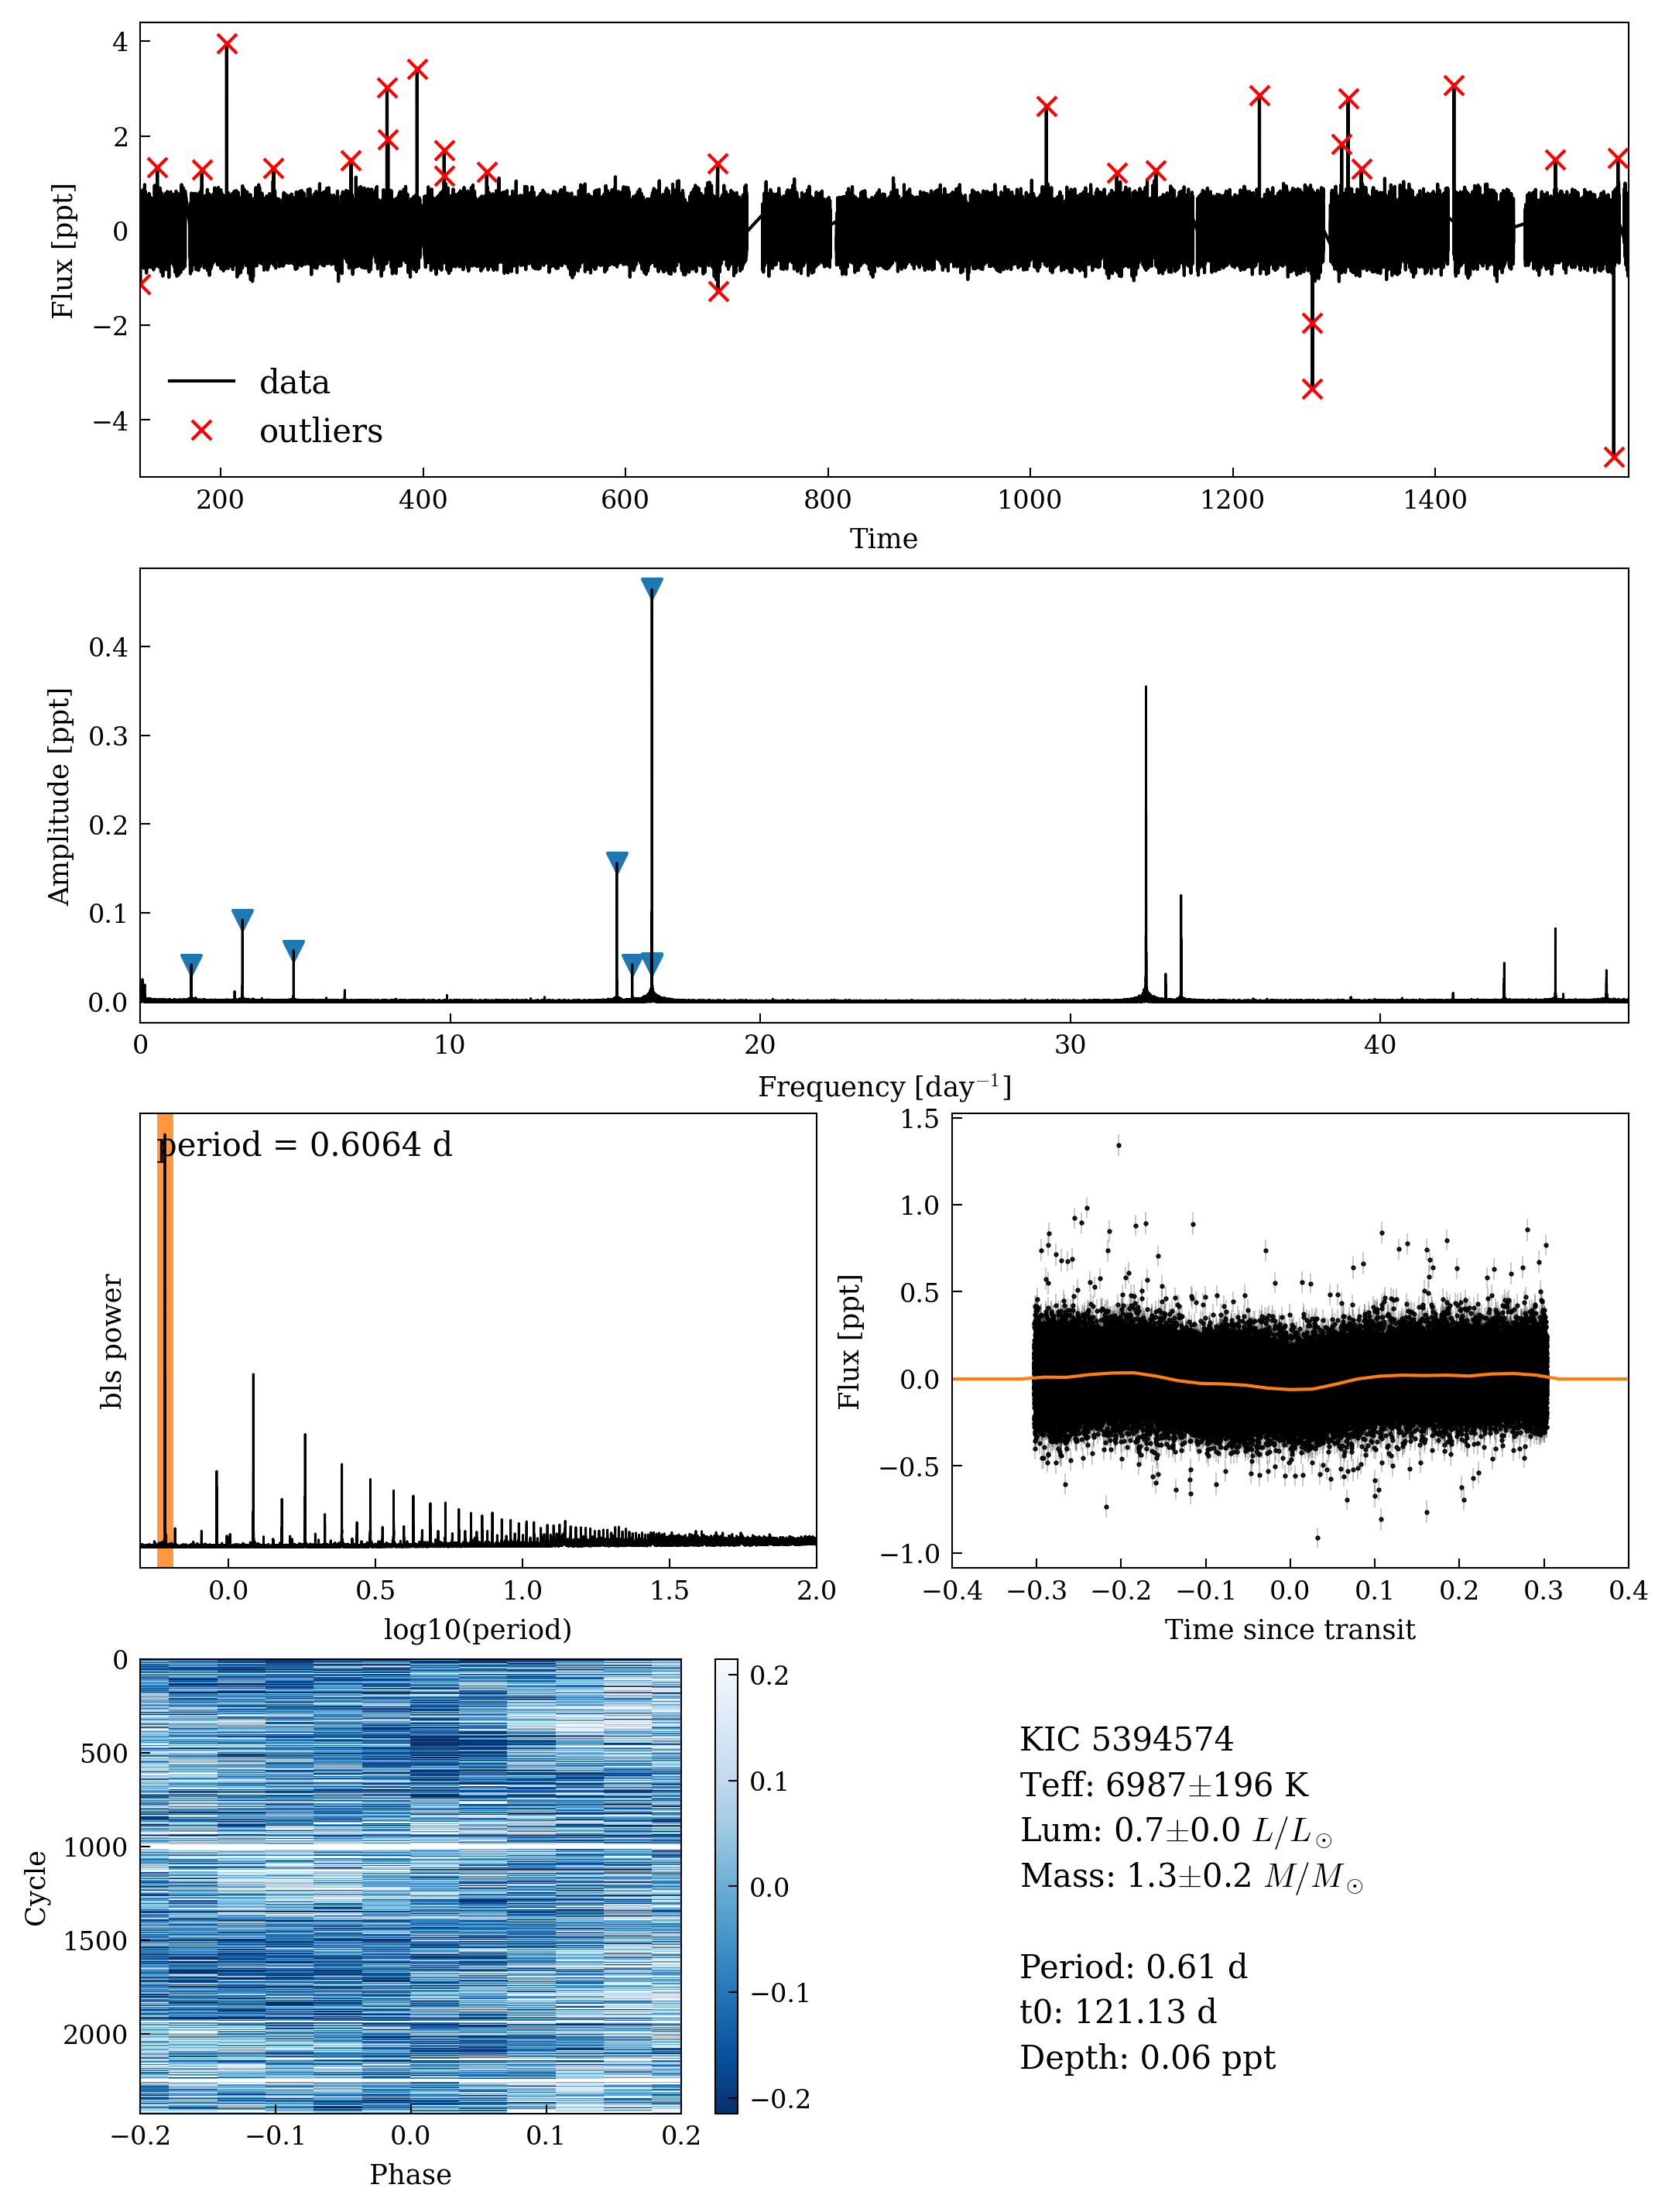 4
2
0
−2
−4
Flux [ppt]
data
outliers
200 400 600 800 1000 1200 1400
Time
0.4
0.3
0.2
0.1
0.0
Amplitude [ppt]
0 10 20 30 40
Frequency [day⁻¹]
period = 0.6064 d
bls power
0.0 0.5 1.0 1.5 2.0
log10(period)
1.5
1.0
0.5
0.0
−0.5
−1.0
Flux [ppt]
−0.4 −0.3 −0.2 −0.1 0.0 0.1 0.2 0.3 0.4
Time since transit
0
500
1000
1500
2000
Cycle
−0.2 −0.1 0.0 0.1 0.2
Phase
0.2
0.1
0.0
−0.1
−0.2
KIC 5394574
Teff: 6987±196 K
Lum: 0.7±0.0 L/L⊙
Mass: 1.3±0.2 M/M⊙
Period: 0.61 d
t0: 121.13 d
Depth: 0.06 ppt